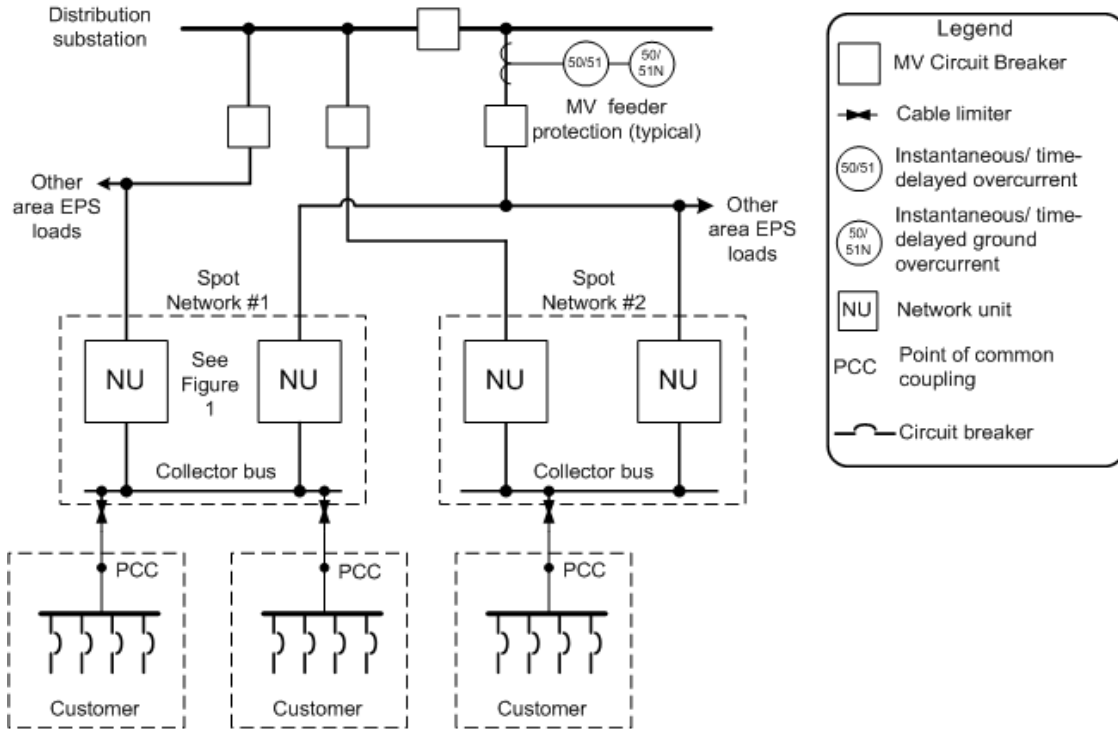 Distribution
substation
50/51
50/
51N
MV feeder
protection (typical)
Other
area EPS
loads
Other
area EPS
loads
Spot
Network #1
Spot
Network #2
NU
See
Figure
1
NU
NU
NU
Collector bus
Collector bus
PCC
PCC
PCC
Customer
Customer
Customer
Legend
MV Circuit Breaker
Cable limiter
50/51
Instantaneous/ time-
delayed overcurrent
50/
51N
Instantaneous/ time-
delayed ground
overcurrent
NU
Network unit
PCC
Point of common
coupling
Circuit breaker